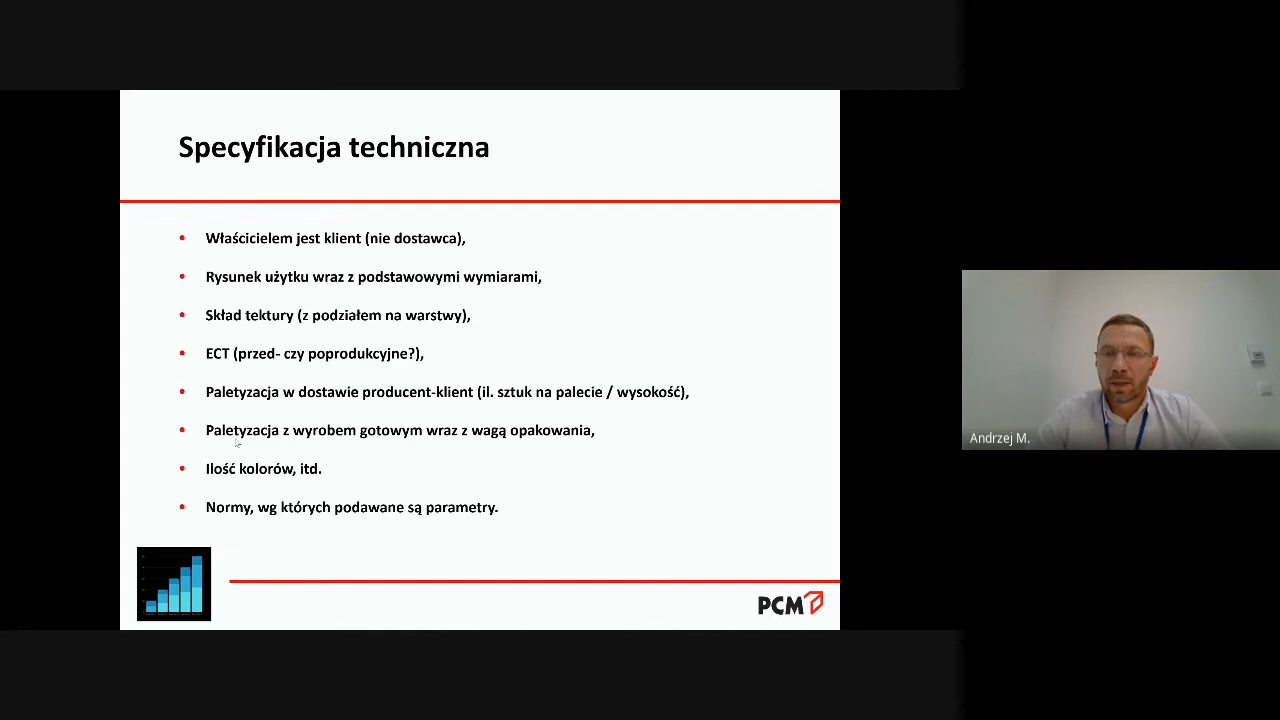 Specyfikacja techniczna
• Właścicielem jest klient (nie dostawca),
• Rysunek użytku wraz z podstawowymi wymiarami,
• Skład tektury (z podziałem na warstwy),
• ECT (przed- czy poprodukcyjne?),
• Paletyzacja w dostawie producent-klient (il. sztuk na palecie / wysokość),
• Paletyzacja z wyrobem gotowym wraz z wagą opakowania,
• Ilość kolorów, itd.
• Normy, wg których podawane są parametry.
PCM
Andrzej M.